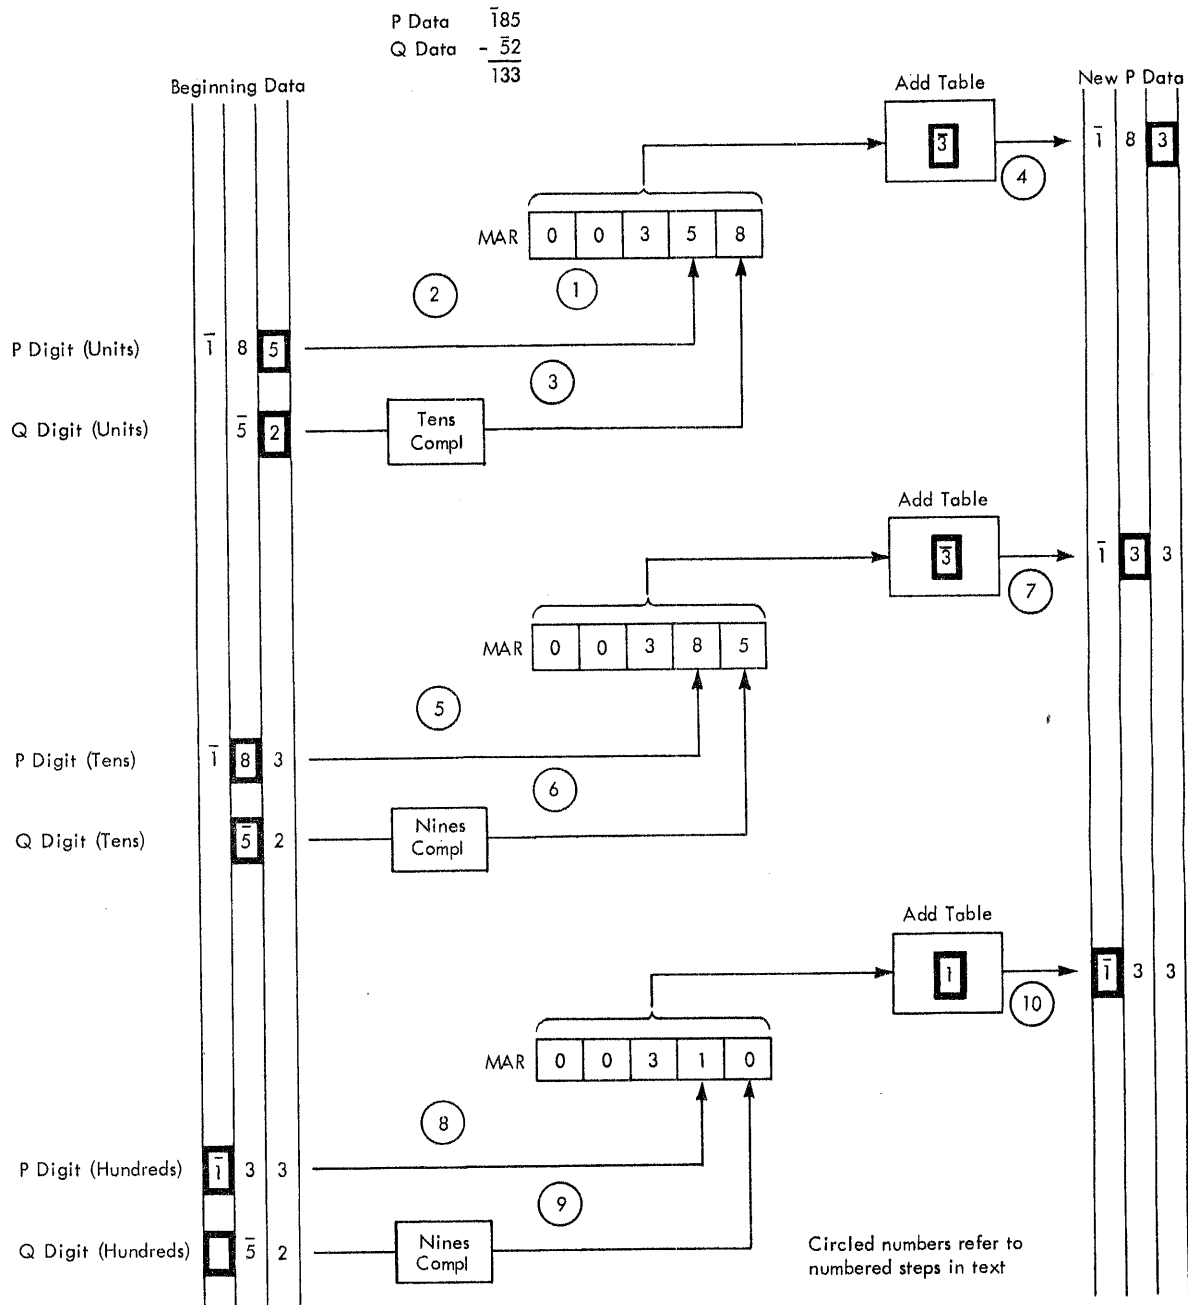 P Data 1̅85
Q Data - 5̅2
133
Beginning Data
Add Table
New P Data
3̅
1̅ 8 3
4
MAR 0 0 3 5 8
2
1
P Digit (Units) 1̅ 8 5
3
Q Digit (Units) 5̅ 2
Tens
Compl
Add Table
3̅
1̅ 3 3
7
MAR 0 0 3 8 5
5
P Digit (Tens) 1̅ 8 3
6
Q Digit (Tens) 5̅ 2
Nines
Compl
Add Table
1
1̅ 3 3
10
MAR 0 0 3 1 0
8
P Digit (Hundreds) 1̅ 3 3
9
Q Digit (Hundreds) 5̅ 2
Nines
Compl
Circled numbers refer to
numbered steps in text